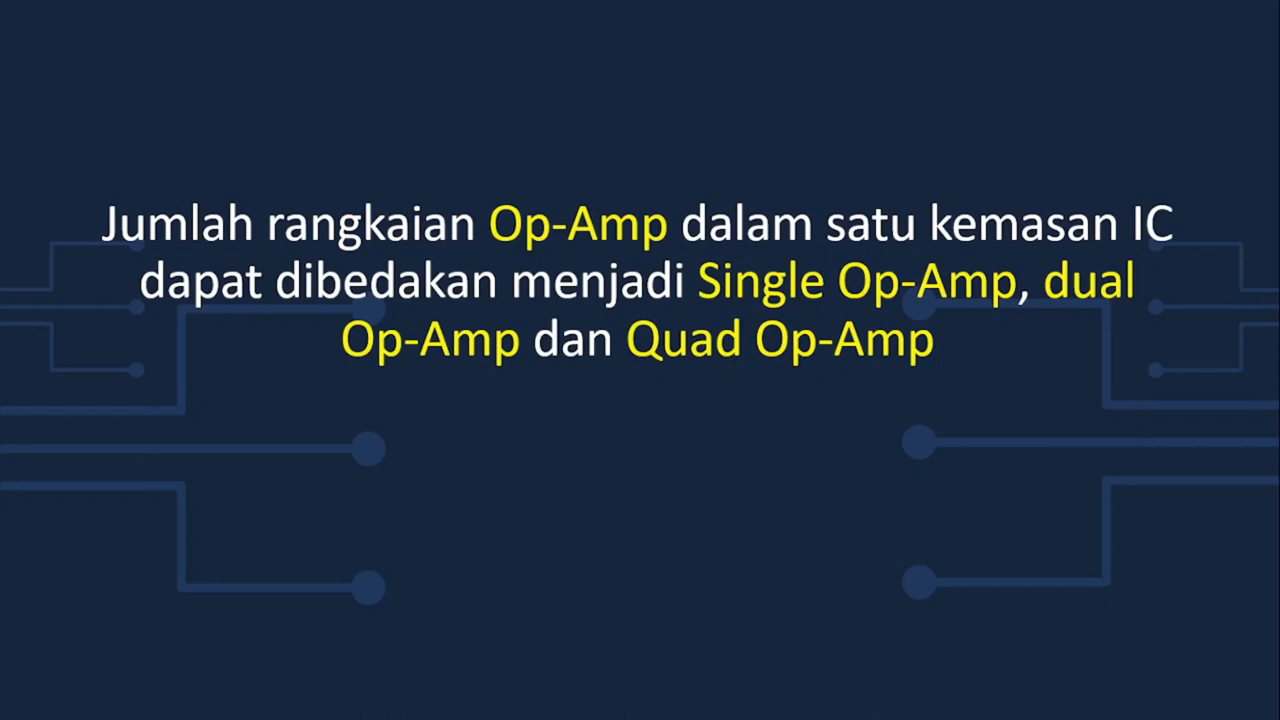 Jumlah rangkaian Op-Amp dalam satu kemasan IC
dapat dibedakan menjadi Single Op-Amp, dual
Op-Amp dan Quad Op-Amp